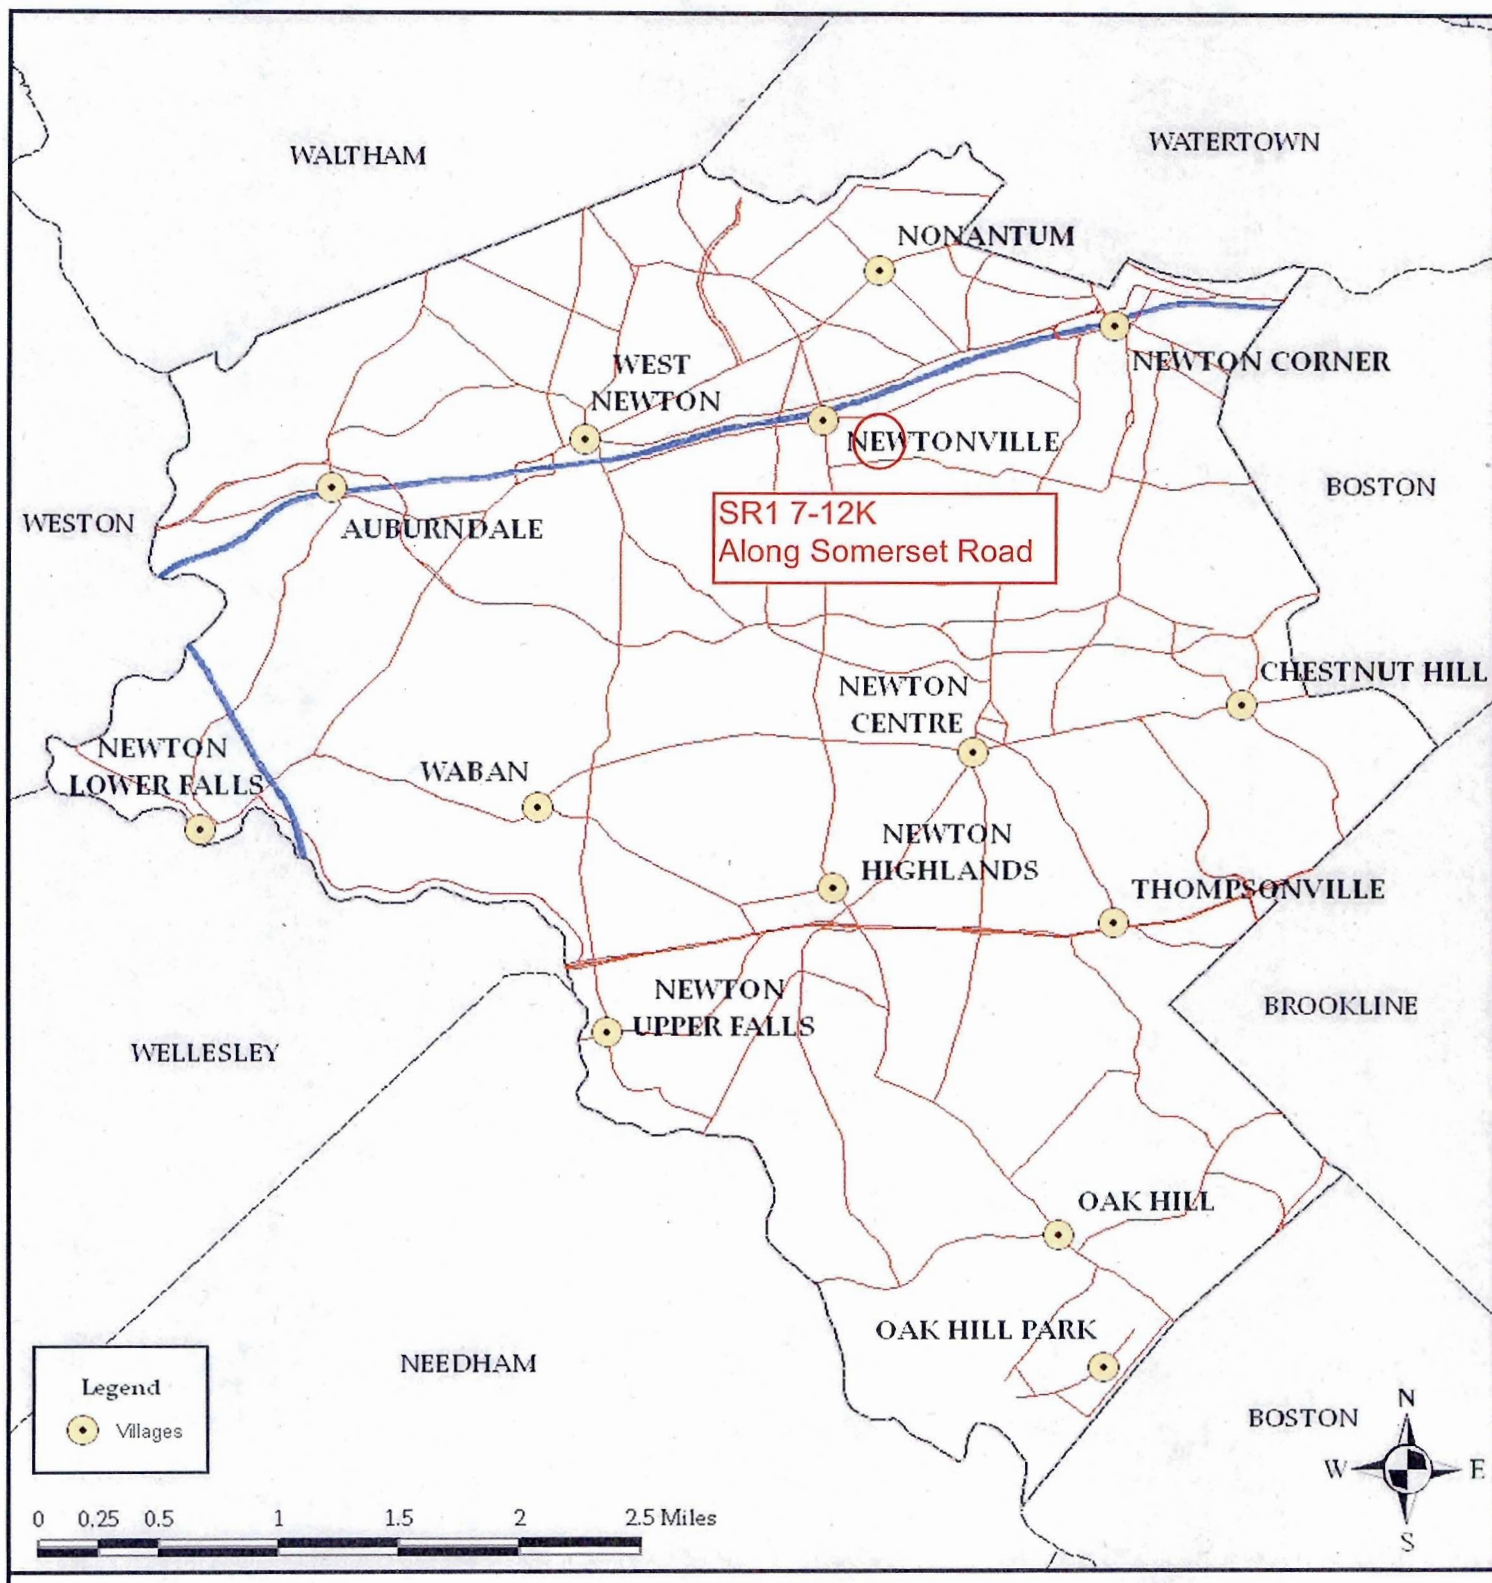 WALTHAM
WATERTOWN
NONANTUM
NEWTON CORNER
WEST
NEWTON
NEWTONVILLE
BOSTON
WESTON
AUBURNDALE
SR1 7-12K
Along Somerset Road
CHESTNUT HILL
NEWTON
CENTRE
NEWTON
LOWER FALLS
WABAN
NEWTON
HIGHLANDS
THOMPSONVILLE
NEWTON
UPPER FALLS
BROOKLINE
WELLESLEY
OAK HILL
OAK HILL PARK
NEEDHAM
BOSTON
Legend
Villages
N
W E
S
0 0.25 0.5 1 1.5 2 2.5 Miles